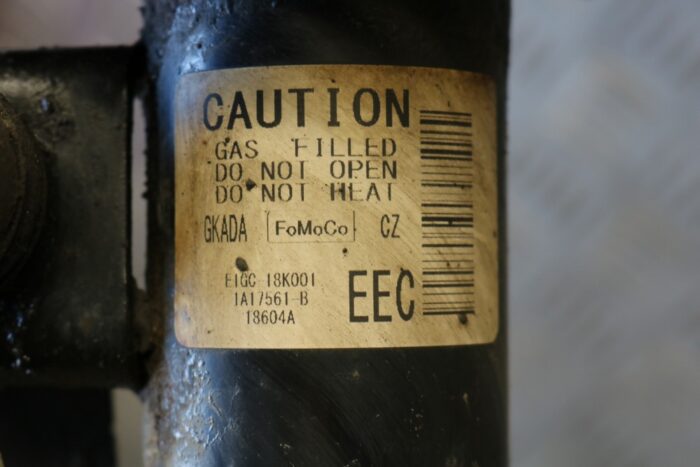 CAUTION
GAS FILLED
DO NOT OPEN
DO NOT HEAT
GKADA FoMoCo CZ
E1GC-18K001
1A17561-B
18604A
EEC